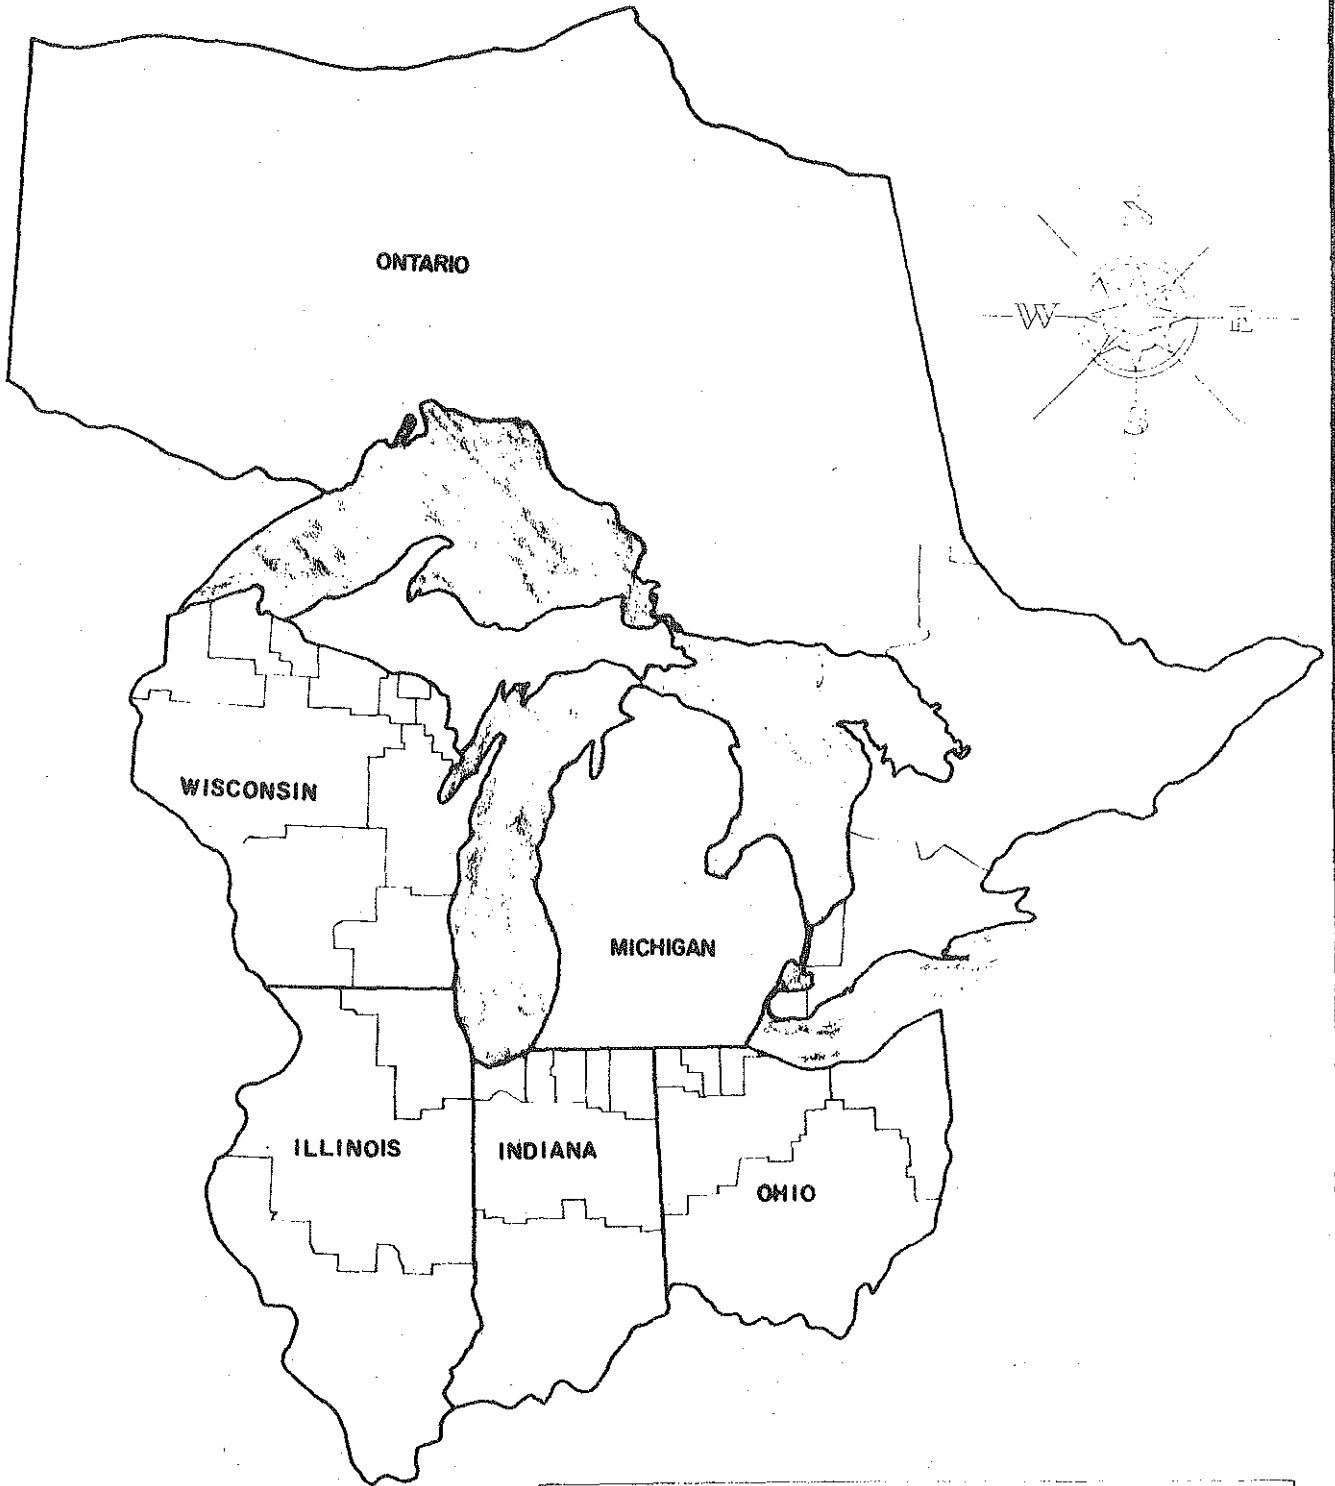 N
ONTARIO
W E
S
WISCONSIN
MICHIGAN
ILLINOIS
INDIANA
OHIO